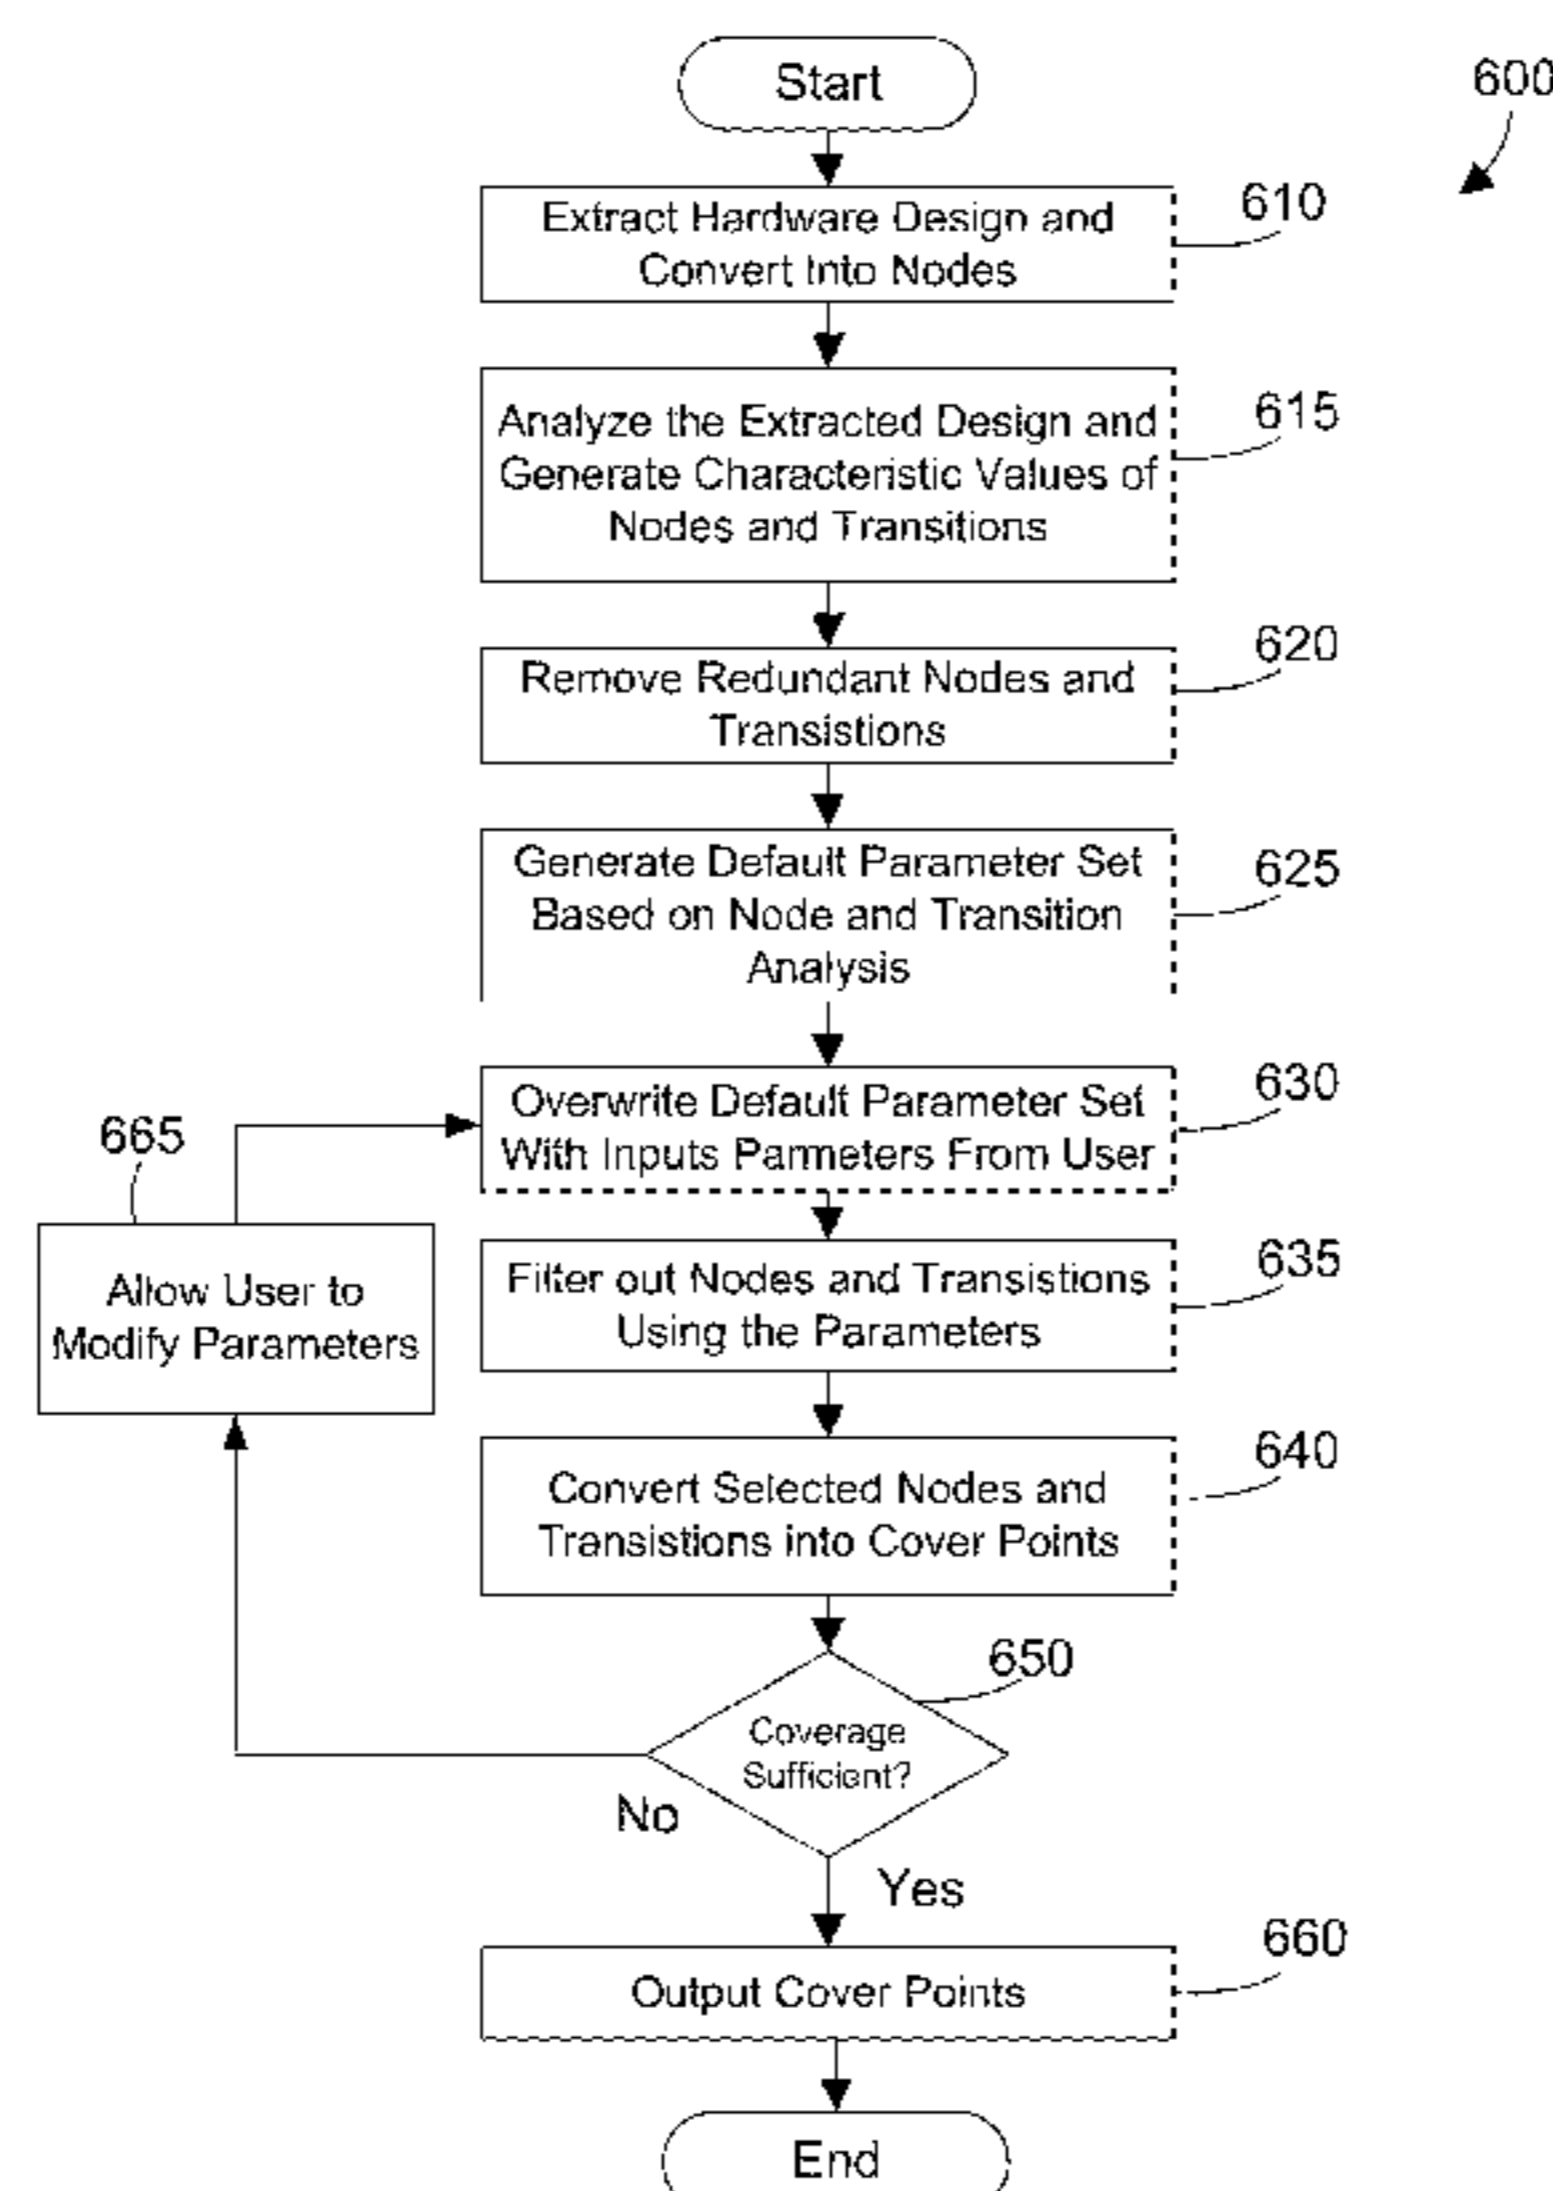 Start
600
Extract Hardware Design and
Convert Into Nodes
610
Analyze the Extracted Design and
Generate Characteristic Values of
Nodes and Transitions
615
Remove Redundant Nodes and
Transistions
620
Generate Default Parameter Set
Based on Node and Transition
Analysis
625
Overwrite Default Parameter Set
With Inputs Parmeters From User
630
665
Allow User to
Modify Parameters
Filter out Nodes and Transistions
Using the Parameters
635
Convert Selected Nodes and
Transistions into Cover Points
640
Coverage
Sufficient?
650
No
Yes
Output Cover Points
660
End